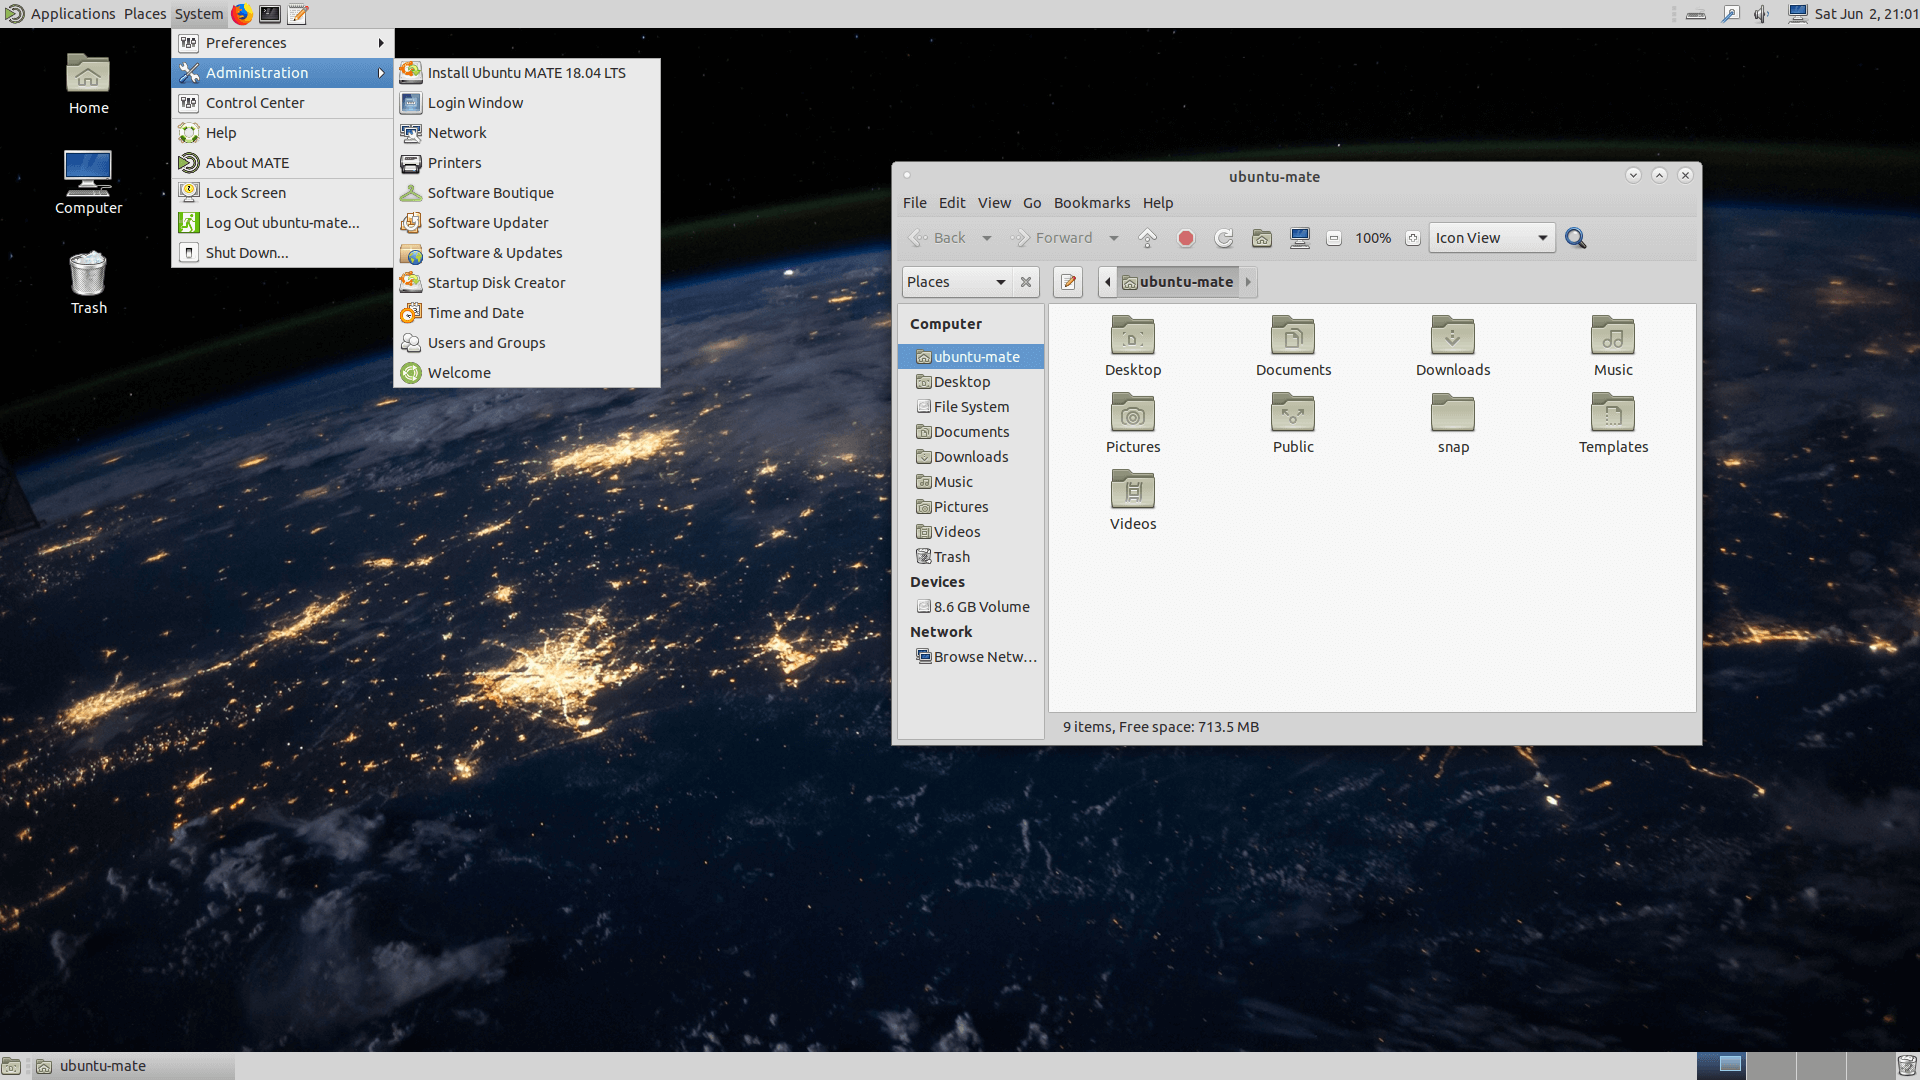 Applications Places System
Sat Jun 2, 21:01
Preferences
Administration
Control Center
Help
About MATE
Lock Screen
Log Out ubuntu-mate...
Shut Down...
Install Ubuntu MATE 18.04 LTS
Login Window
Network
Printers
Software Boutique
Software Updater
Software & Updates
Startup Disk Creator
Time and Date
Users and Groups
Welcome
Home
Computer
Trash
ubuntu-mate
File Edit View Go Bookmarks Help
Back Forward 100% Icon View
Places ubuntu-mate
Computer
ubuntu-mate
Desktop
File System
Documents
Downloads
Music
Pictures
Videos
Trash
Devices
8.6 GB Volume
Network
Browse Netw...
Desktop Documents Downloads Music
Pictures Public snap Templates
Videos
9 items, Free space: 713.5 MB
ubuntu-mate